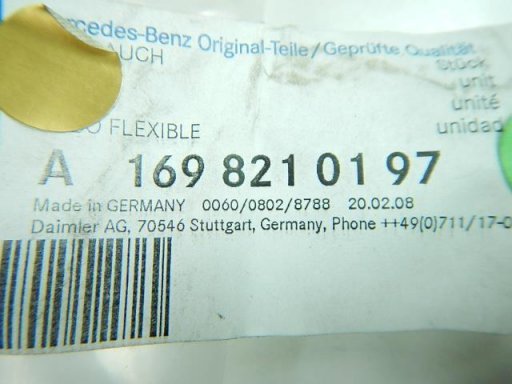 cedes-Benz Original-Teile/Geprüfte Qualität
AUCH
Stück
unit
unité
unidad
O FLEXIBLE
A 169 821 01 97
Made in GERMANY 0060/0802/8788 20.02.08
Daimler AG, 70546 Stuttgart, Germany, Phone ++49(0)711/17-0